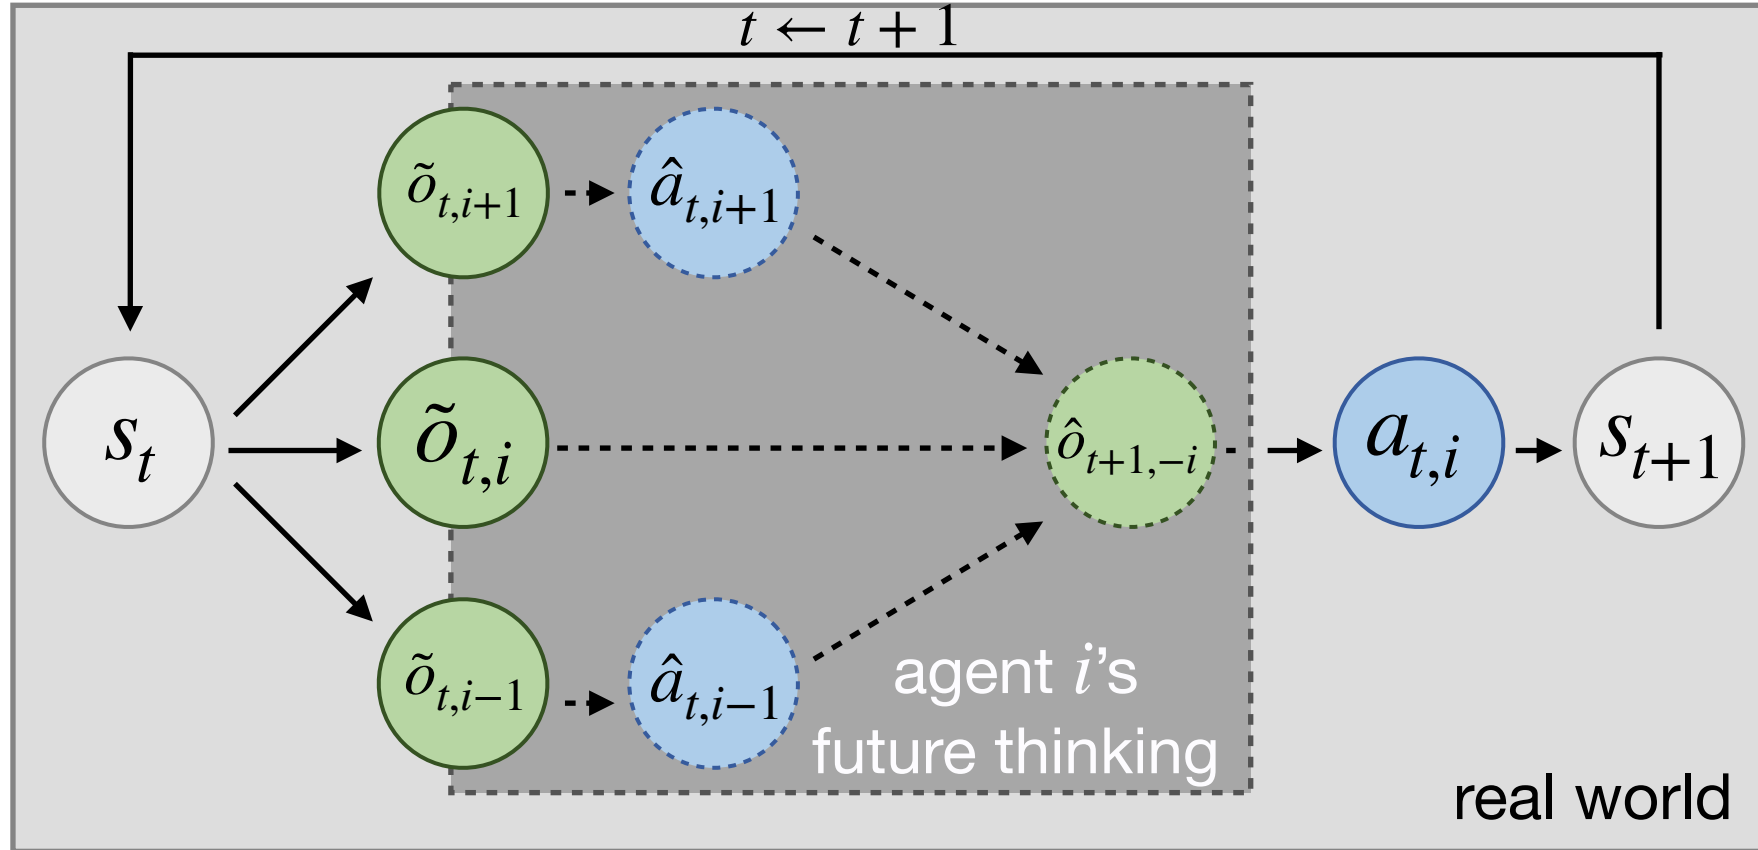 t ← t + 1
õ_{t,i+1}
â_{t,i+1}
s_t
õ_{t,i}
ô_{t+1,−i}
a_{t,i}
s_{t+1}
õ_{t,i−1}
â_{t,i−1}
agent i's
future thinking
real world